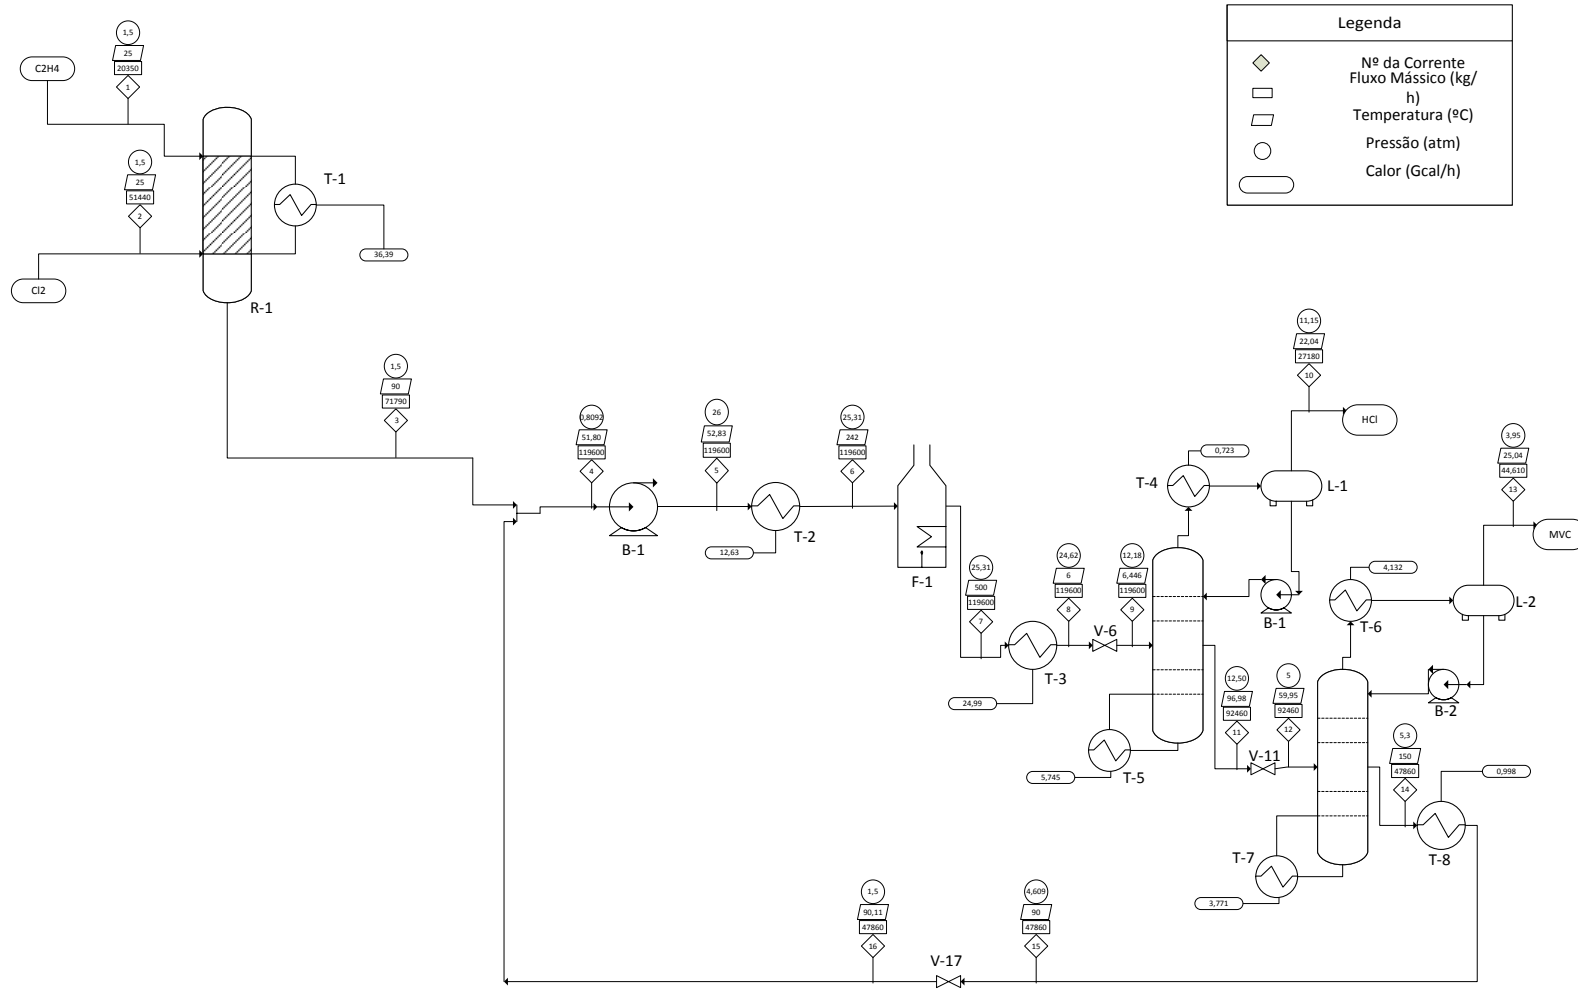 Legenda
Nº da Corrente
Fluxo Mássico (kg/
h)
Temperatura (ºC)
Pressão (atm)
Calor (Gcal/h)
1,5
25
20350
1
C2H4
1,5
25
51440
2
Cl2
T-1
36,39
R-1
1,5
90
71790
3
0,8092
51,80
119600
4
B-1
26
52,83
119600
5
12,63
T-2
25,31
242
119600
6
F-1
25,31
500
119600
7
T-3
24,99
24,62
6
119600
8
V-6
12,18
6,446
119600
9
T-4
0,723
L-1
11,15
22,04
27180
10
HCl
B-1
T-5
5,745
12,50
96,98
92460
11
V-11
5
59,95
92460
12
T-6
4,132
L-2
3,95
25,04
44,610
13
MVC
B-2
T-7
3,771
5,3
150
47860
14
T-8
0,998
4,609
90
47860
15
V-17
1,5
90,11
47860
16